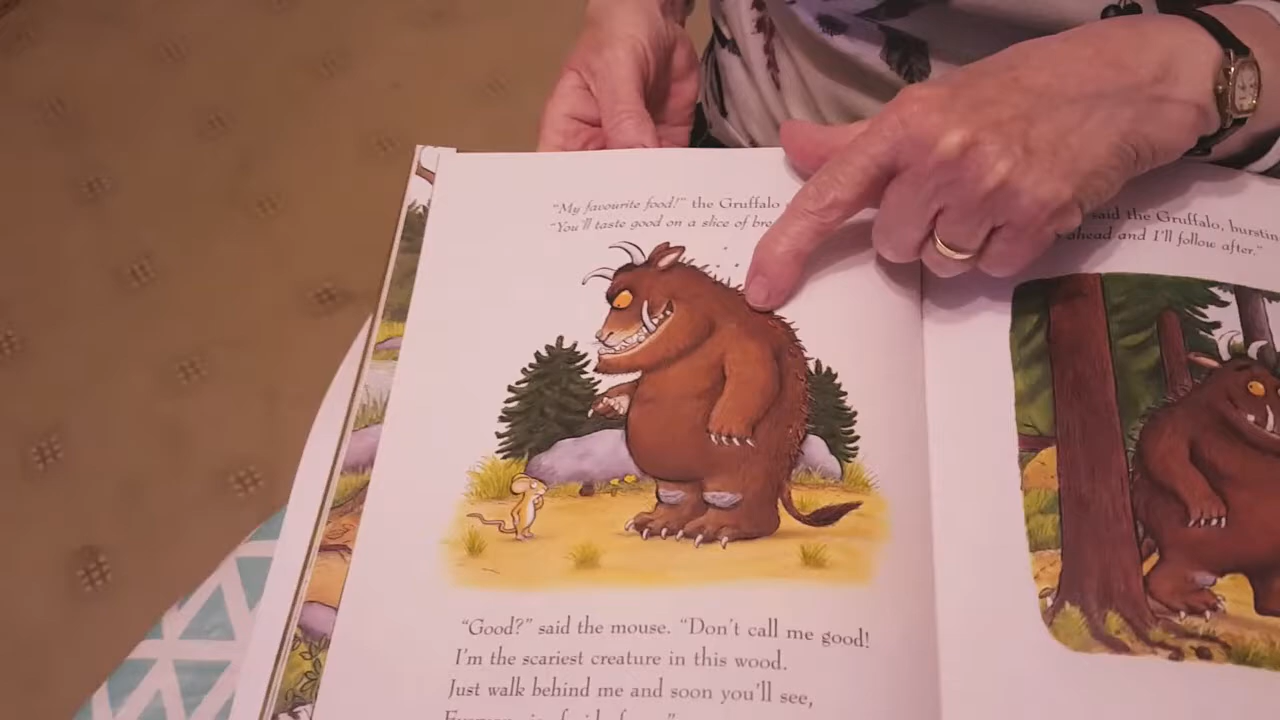 "My favourite food!" the Gruffalo
"You'll taste good on a slice of
"Good?" said the mouse. "Don't call me good!
I'm the scariest creature in this wood.
Just walk behind me and soon you'll see,
said the Gruffalo, 
ahead and I'll follow after."